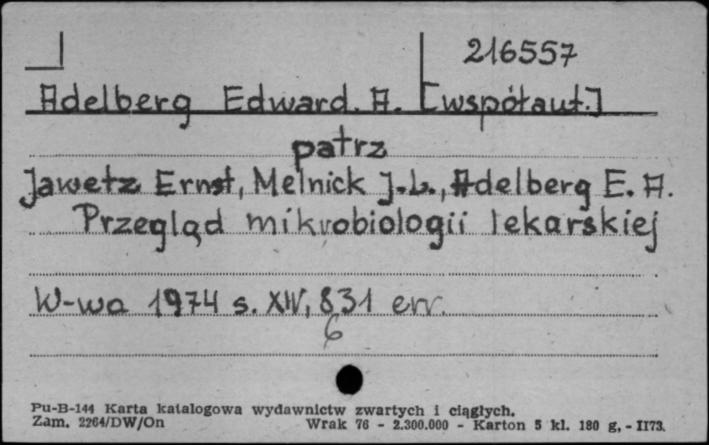 216557
Adelberg Edward. A. [współaut.]
patrz
Jawetz Ernst, Melnick J.L., Adelberg E. A.
Przegląd mikrobiologii lekarskiej
W-wa 1974 s. XIV, 831 err.
6
Pu-B-144 Karta katalogowa wydawnictw zwartych i ciągłych.
Zam. 2264/DW/On Wrak 76 - 2.300.000 - Karton 5 kl. 180 g, - II73.